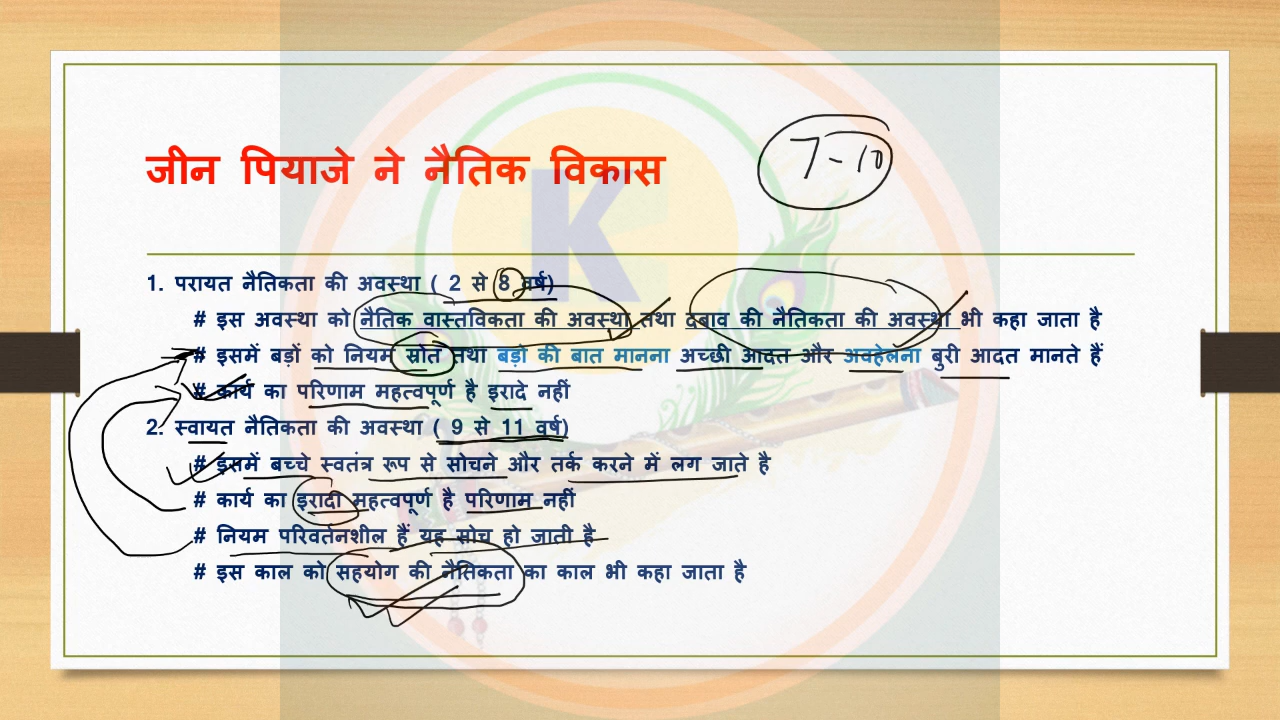 जीन पियाजे ने नैतिक विकास
7-10
1. परायत नैतिकता की अवस्था ( 2 से 8 वर्ष)
# इस अवस्था को नैतिक वास्तविकता की अवस्था तथा दबाव की नैतिकता की अवस्था भी कहा जाता है
# इसमें बड़ों को नियम स्रोत तथा बड़ो की बात मानना अच्छी आदत और अवहेलना बुरी आदत मानते हैं
# कार्य का परिणाम महत्वपूर्ण है इरादे नहीं
2. स्वायत नैतिकता की अवस्था ( 9 से 11 वर्ष)
# इसमें बच्चे स्वतंत्र रूप से सोचने और तर्क करने में लग जाते है
# कार्य का इरादी महत्वपूर्ण है परिणाम नहीं
# नियम परिवर्तनशील हैं यह सोच हो जाती है
# इस काल को सहयोग की नैतिकता का काल भी कहा जाता है
K